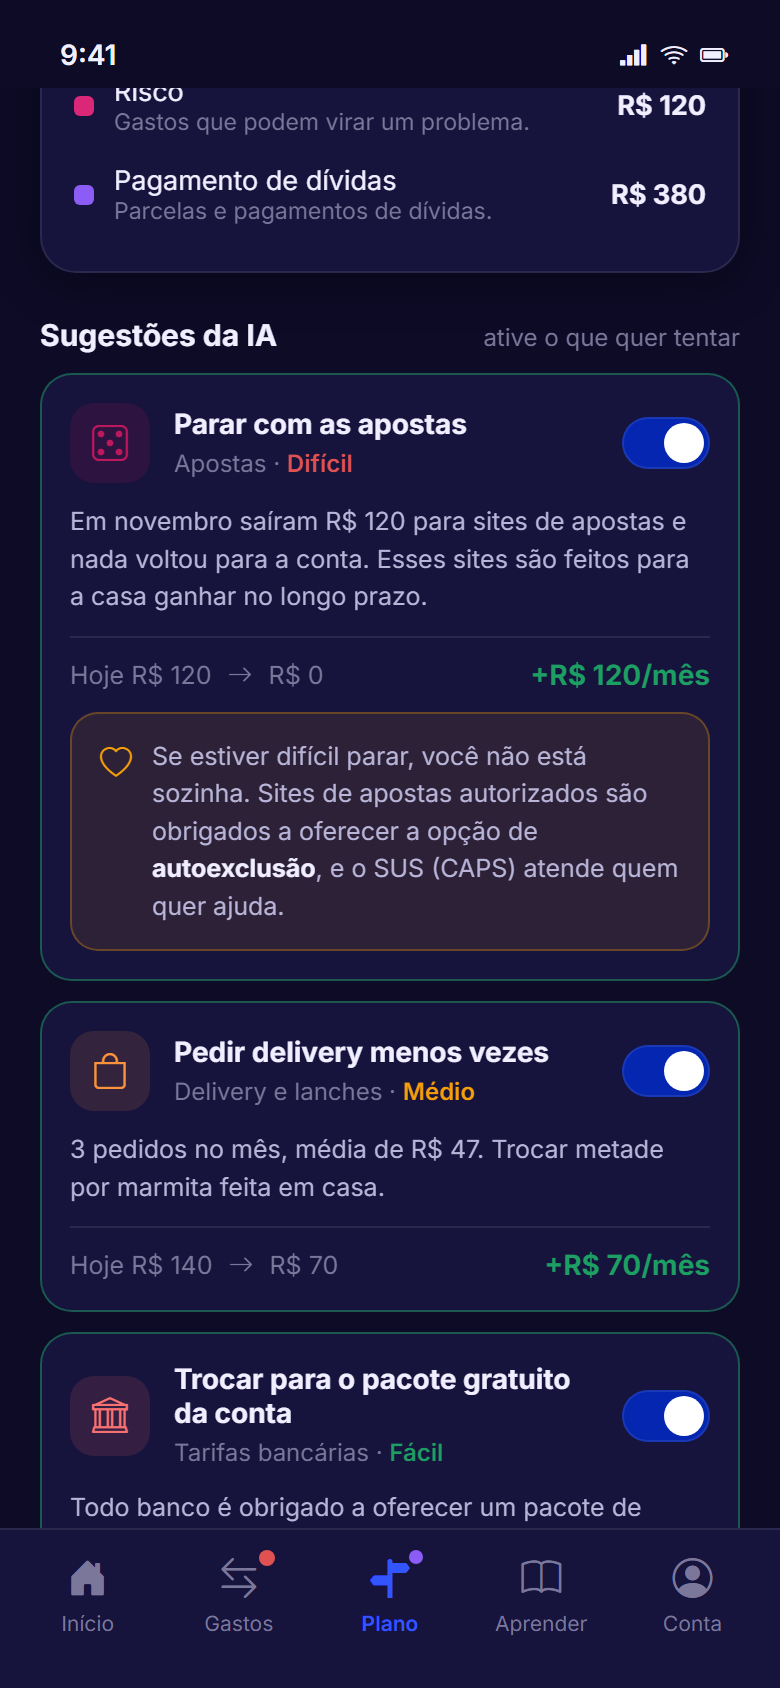 9:41
Risco
R$ 120
Gastos que podem virar um problema.
Pagamento de dívidas
R$ 380
Parcelas e pagamentos de dívidas.
Sugestões da IA
ative o que quer tentar
Parar com as apostas
Apostas · Difícil
Em novembro saíram R$ 120 para sites de apostas e
nada voltou para a conta. Esses sites são feitos para
a casa ganhar no longo prazo.
Hoje R$ 120 → R$ 0
+R$ 120/mês
Se estiver difícil parar, você não está
sozinha. Sites de apostas autorizados são
obrigados a oferecer a opção de
autoexclusão, e o SUS (CAPS) atende quem
quer ajuda.
Pedir delivery menos vezes
Delivery e lanches · Médio
3 pedidos no mês, média de R$ 47. Trocar metade
por marmita feita em casa.
Hoje R$ 140 → R$ 70
+R$ 70/mês
Trocar para o pacote gratuito
da conta
Tarifas bancárias · Fácil
Todo banco é obrigado a oferecer um pacote de
Início
Gastos
Plano
Aprender
Conta